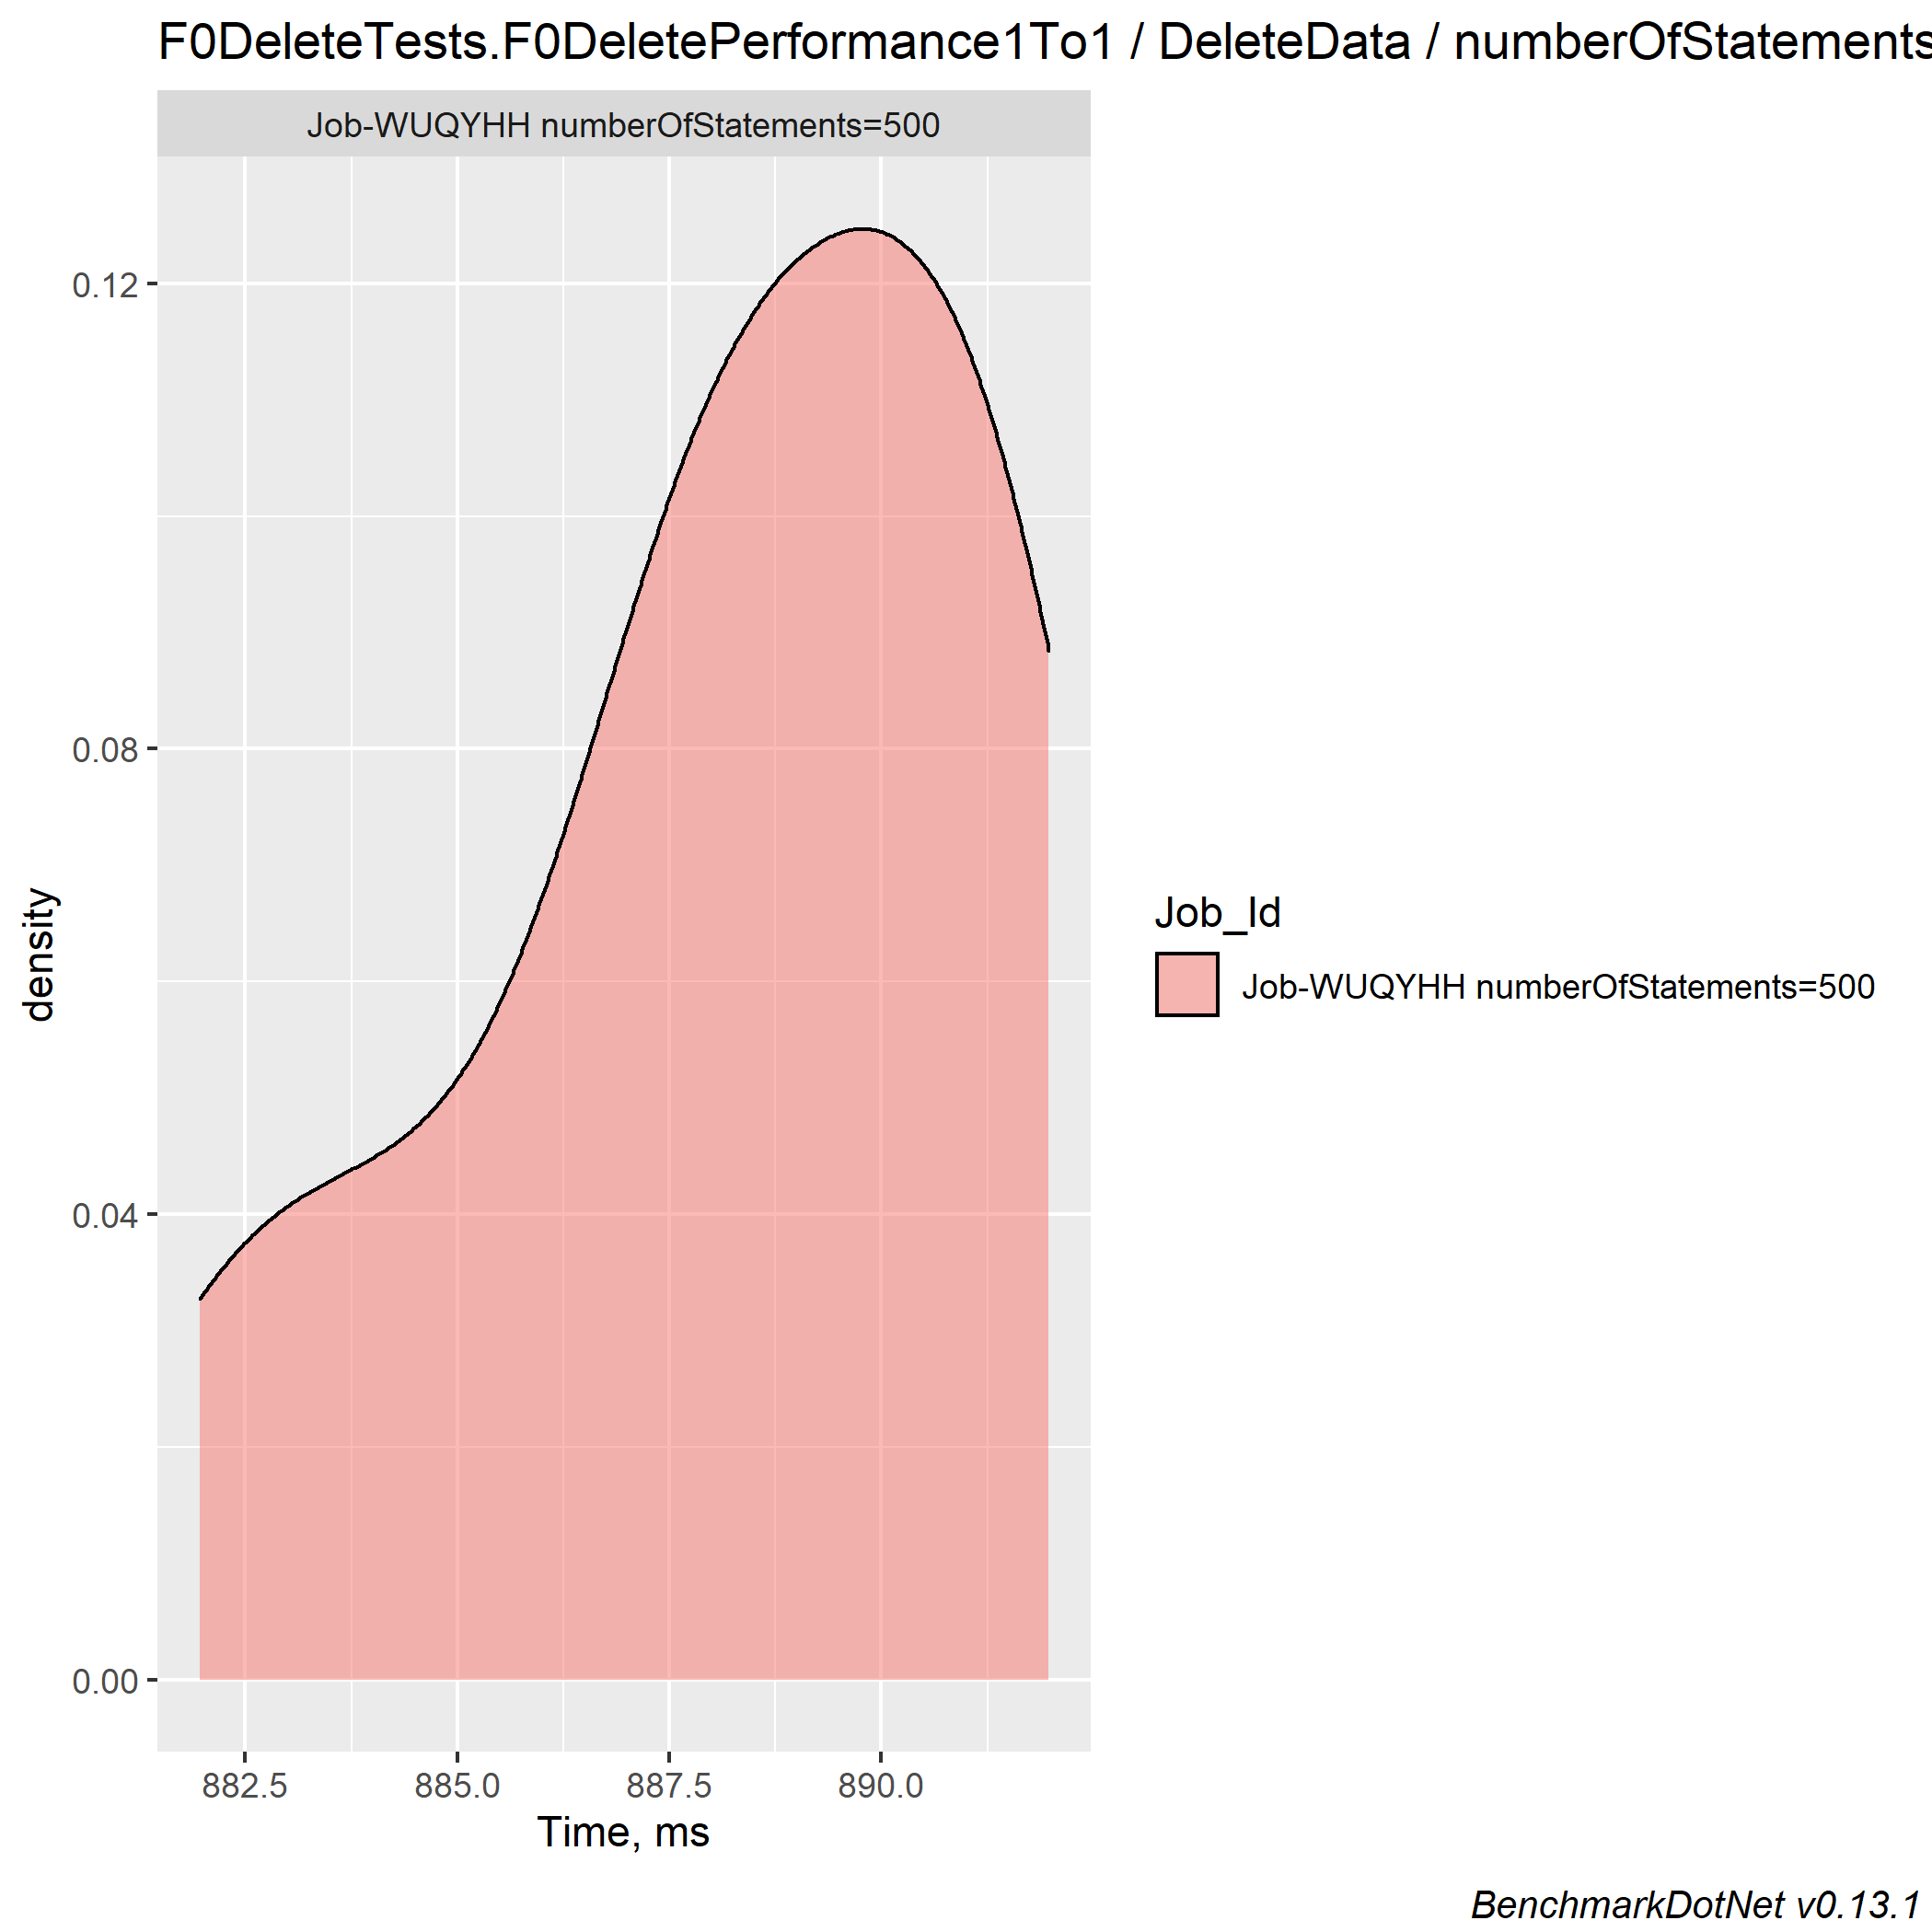 F0DeleteTests.F0DeletePerformance1To1 / DeleteData / numberOfStatements
Job-WUQYHH numberOfStatements=500
0.12
0.08
0.04
0.00
density
882.5 885.0 887.5 890.0
Time, ms
Job_Id
Job-WUQYHH numberOfStatements=500
BenchmarkDotNet v0.13.1